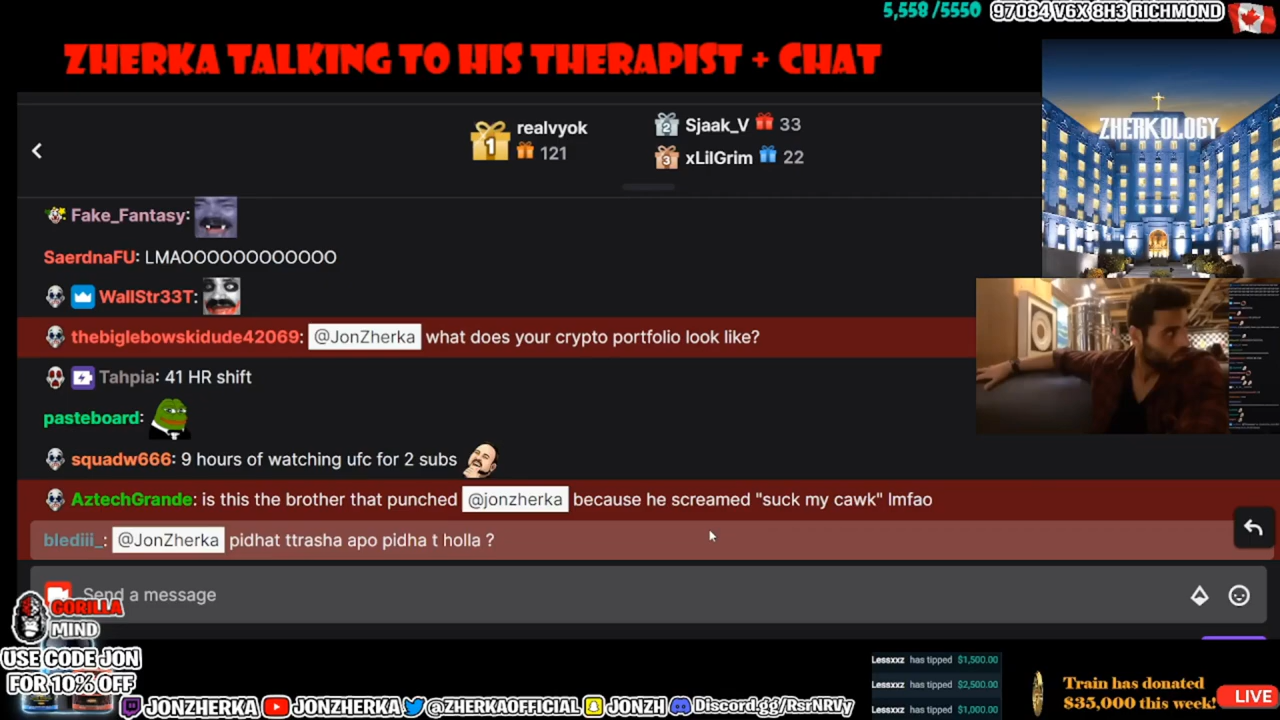 5,558 /5550
97084 V6X 8H3 RICHMOND
ZHERKA TALKING TO HIS THERAPIST + CHAT
ZHERKOLOGY
1
realvyok
121
2 Sjaak_V 33
3 xLilGrim 22
Fake_Fantasy:
SaerdnaFU: LMAOOOOOOOOOOOO
WallStr33T:
thebiglebowskidude42069: @JonZherka what does your crypto portfolio look like?
Tahpia: 41 HR shift
pasteboard:
squadw666: 9 hours of watching ufc for 2 subs
AztechGrande: is this the brother that punched @jonzherka because he screamed "suck my cawk" lmfao
blediii_: @JonZherka pidhat ttrasha apo pidha t holla ?
Send a message
GORILLA
MIND
USE CODE JON
FOR 10% OFF
JONZHERKA JONZHERKA @ZHERKAOFFICIAL JONZH Discord.gg/RsrNRVy
Lessxxz has tipped $1,500.00
Lessxxz has tipped $2,500.00
Lessxxz has tipped $1,000.00
Train has donated
$35,000 this week!
LIVE